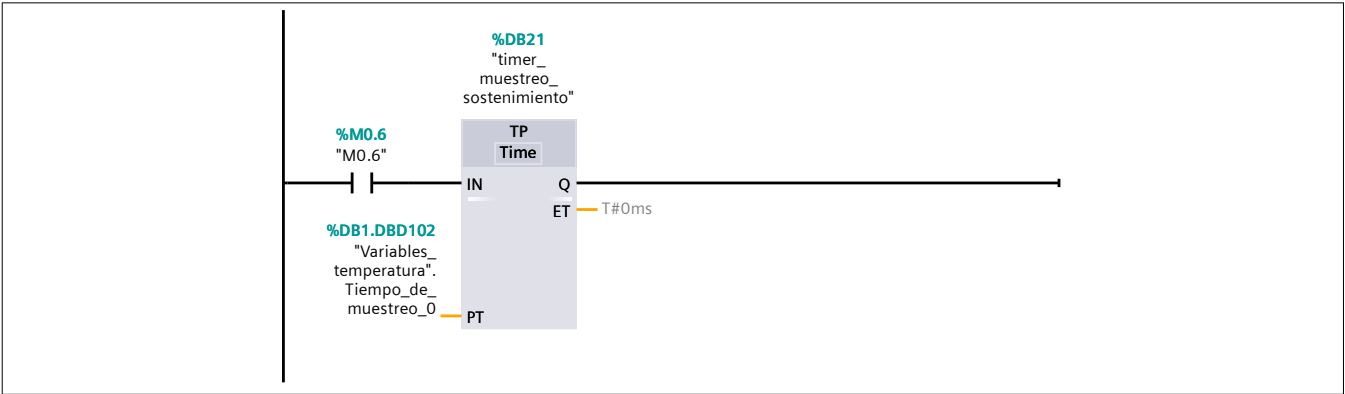 %DB21
"timer_
muestreo_
sostenimiento"
TP
Time
%M0.6
"M0.6"
IN
Q
ET
T#0ms
%DB1.DBD102
"Variables_
temperatura".
Tiempo_de_
muestreo_0
PT